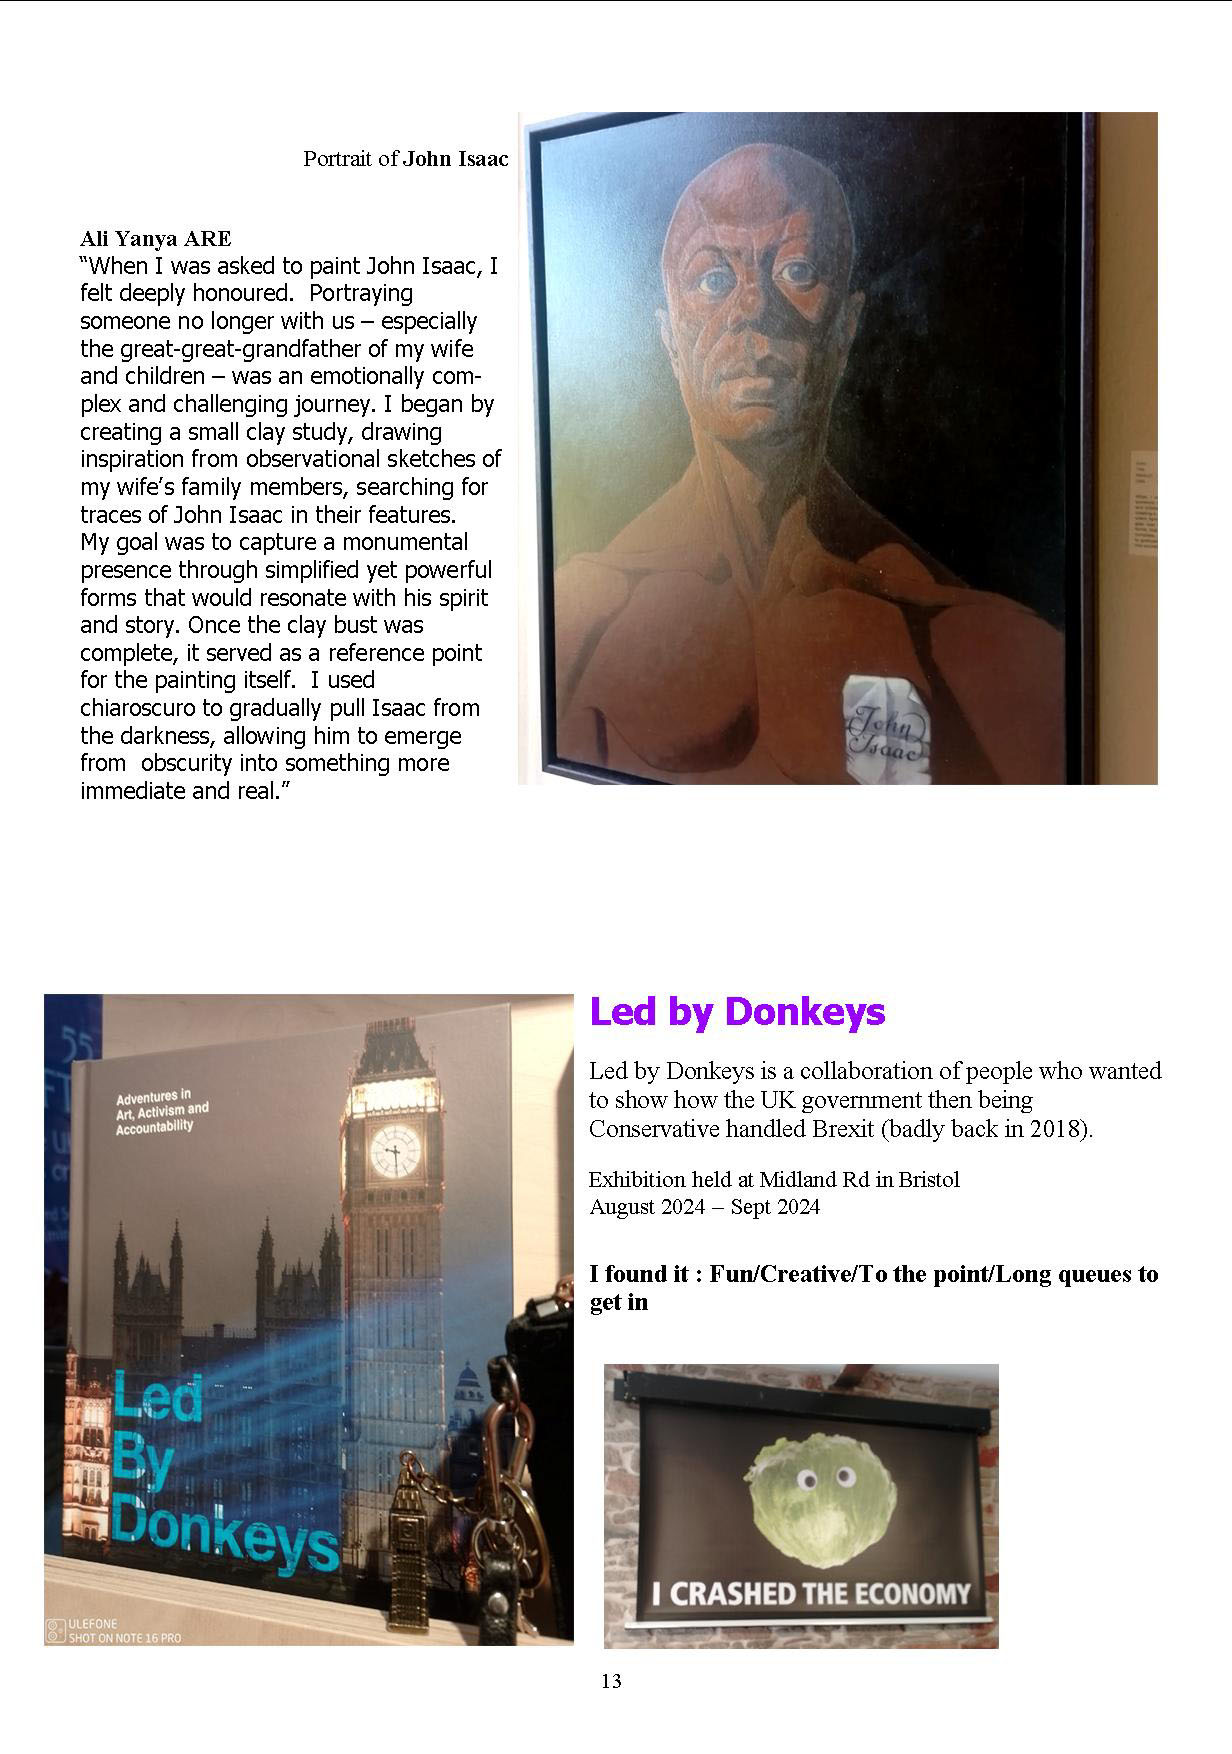 Portrait of John Isaac
Ali Yanya ARE
“When I was asked to paint John Isaac, I
felt deeply honoured.  Portraying
someone no longer with us – especially
the great-great-grandfather of my wife
and children – was an emotionally com-
plex and challenging journey. I began by
creating a small clay study, drawing
inspiration from observational sketches of
my wife’s family members, searching for
traces of John Isaac in their features.
My goal was to capture a monumental
presence through simplified yet powerful
forms that would resonate with his spirit
and story. Once the clay bust was
complete, it served as a reference point
for the painting itself.  I used
chiaroscuro to gradually pull Isaac from
the darkness, allowing him to emerge
from  obscurity into something more
immediate and real.”
John
Isaac
55
Adventures in
Art, Activism and
Accountability
Led
By
Donkeys
ULEFONE
SHOT ON NOTE 16 PRO
Led by Donkeys
Led by Donkeys is a collaboration of people who wanted
to show how the UK government then being
Conservative handled Brexit (badly back in 2018).
Exhibition held at Midland Rd in Bristol
August 2024 – Sept 2024
I found it : Fun/Creative/To the point/Long queues to
get in
I CRASHED THE ECONOMY
13